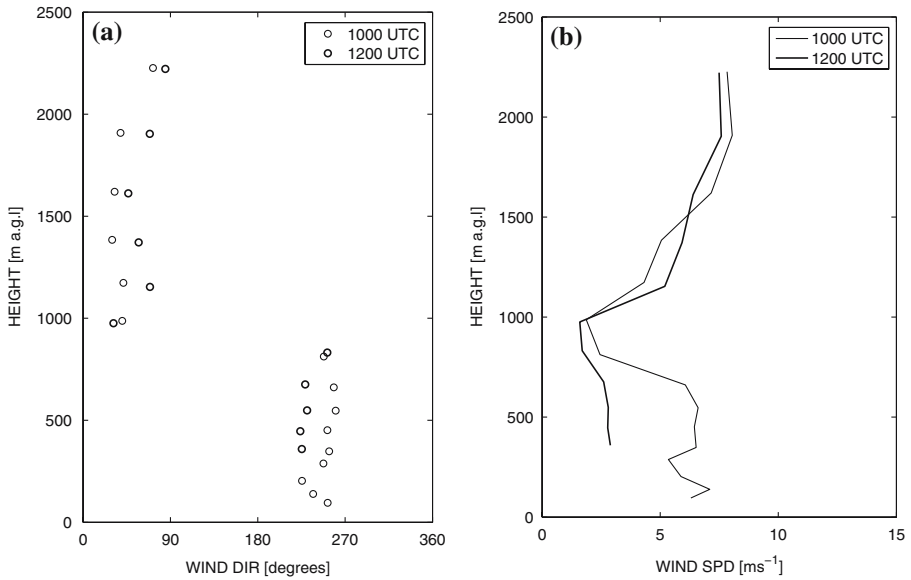 (a)
1000 UTC
1200 UTC
2500
2000
1500
1000
500
0
HEIGHT [m a.g.l]
0 90 180 270 360
WIND DIR [degrees]
(b)
1000 UTC
1200 UTC
2500
2000
1500
1000
500
0
HEIGHT [m a.g.l]
0 5 10 15
WIND SPD [ms⁻¹]